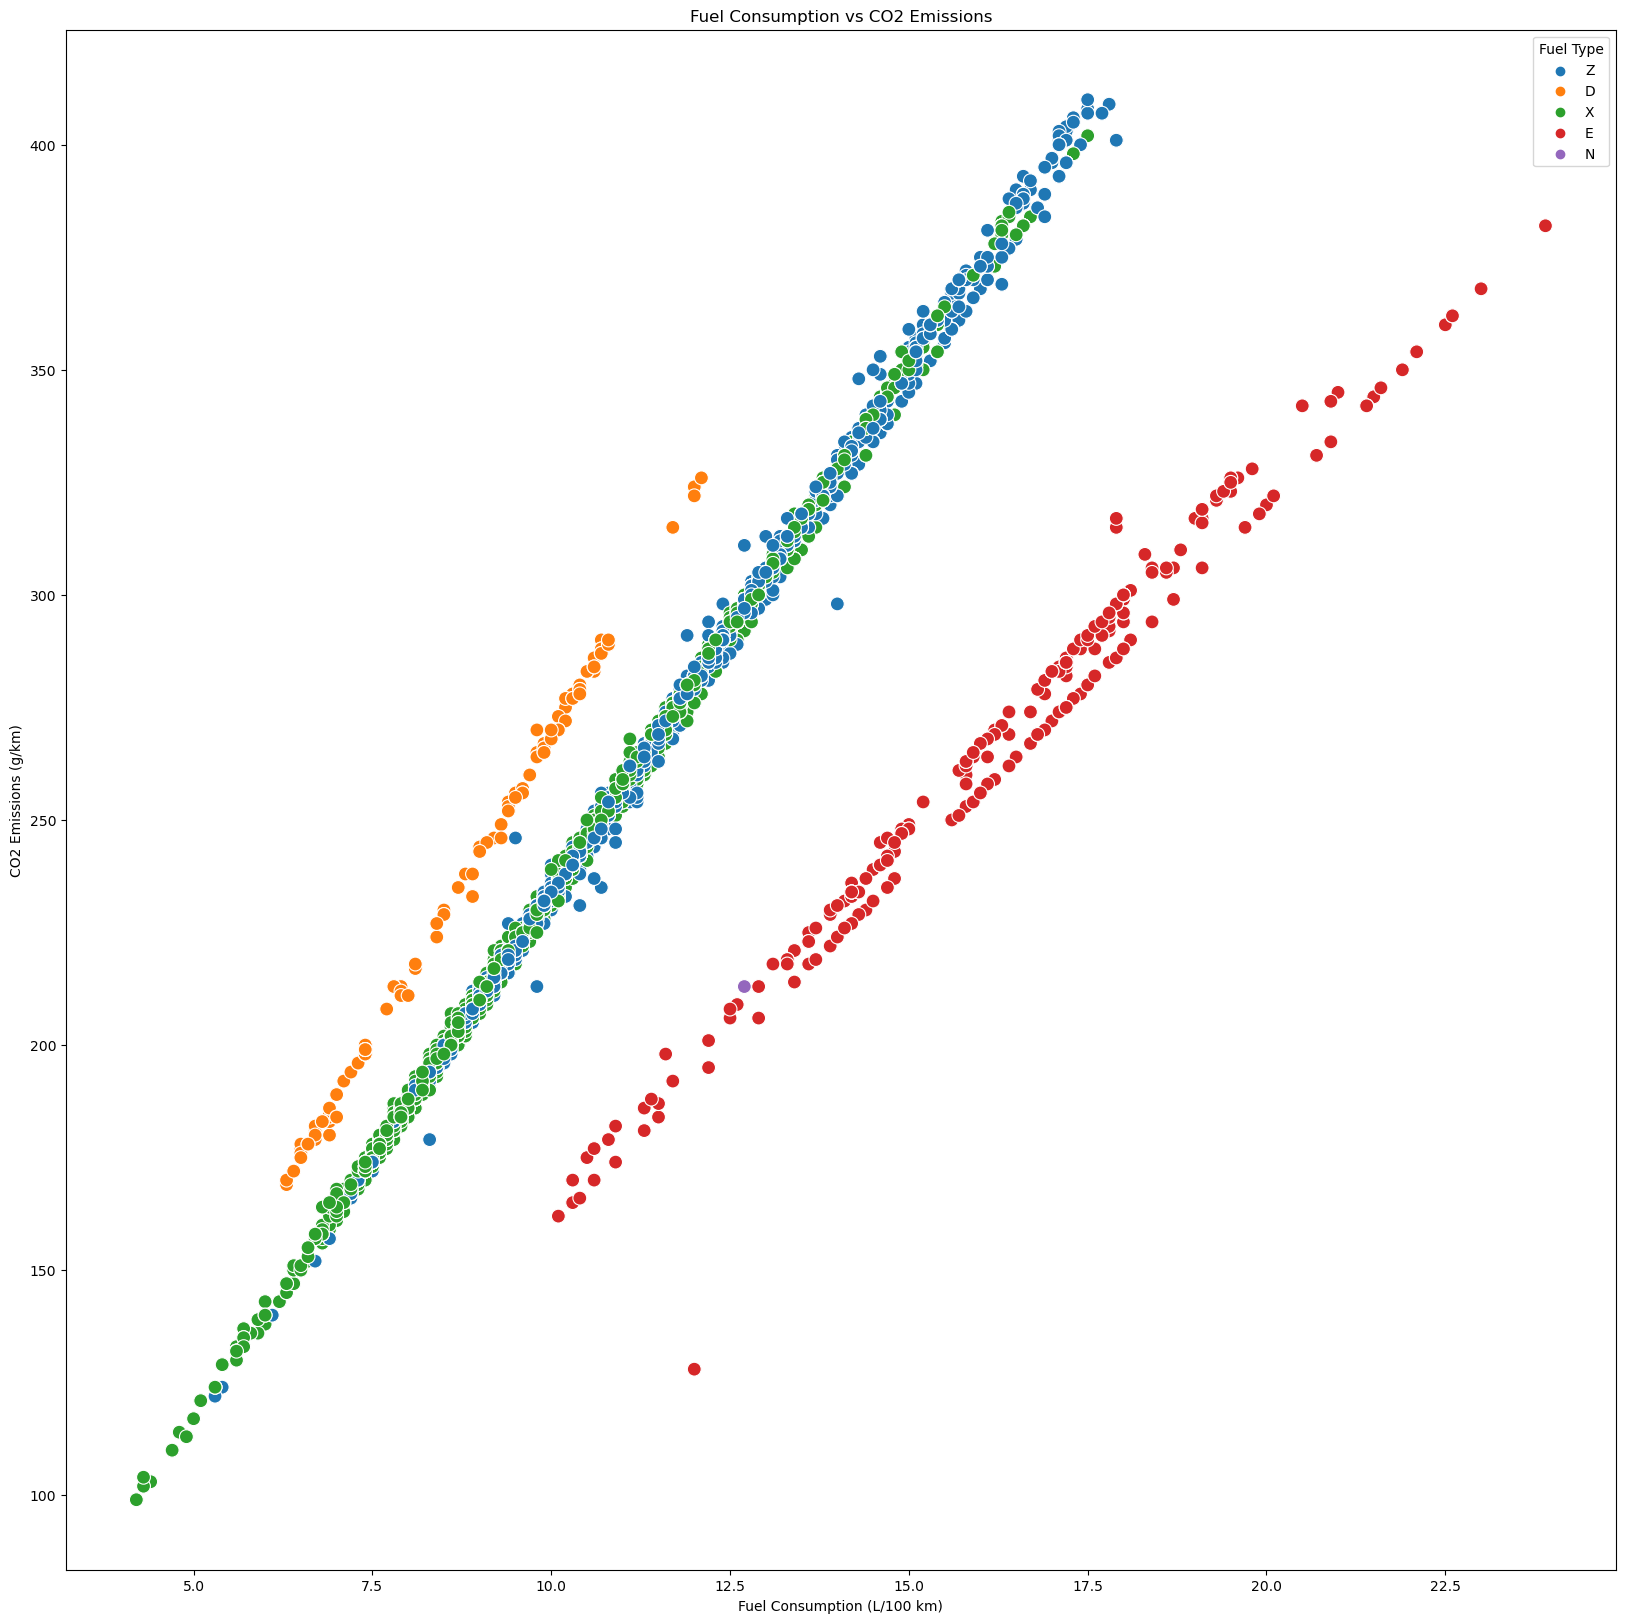 Fuel Consumption vs CO2 Emissions
Fuel Type
Z
D
X
E
N
CO2 Emissions (g/km)
400
350
300
250
200
150
100
5.0 7.5 10.0 12.5 15.0 17.5 20.0 22.5
Fuel Consumption (L/100 km)